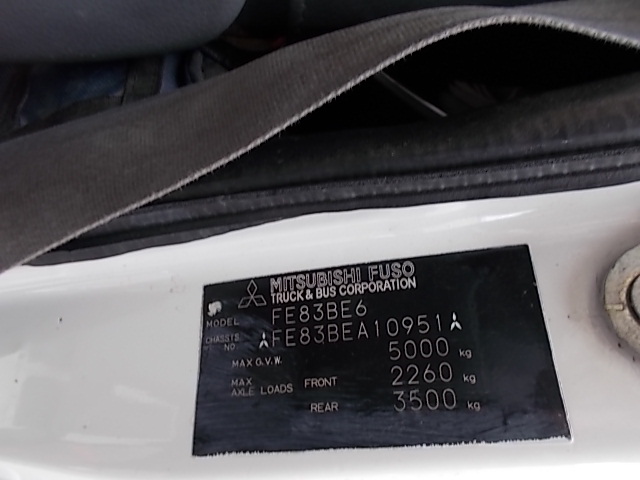 MITSUBISHI FUSO
TRUCK & BUS CORPORATION
MODEL FE83BE6
CHASSIS NO. FE83BEA10951
MAX G.V.W. 5000 kg
MAX AXLE LOADS FRONT 2260 kg
REAR 3500 kg